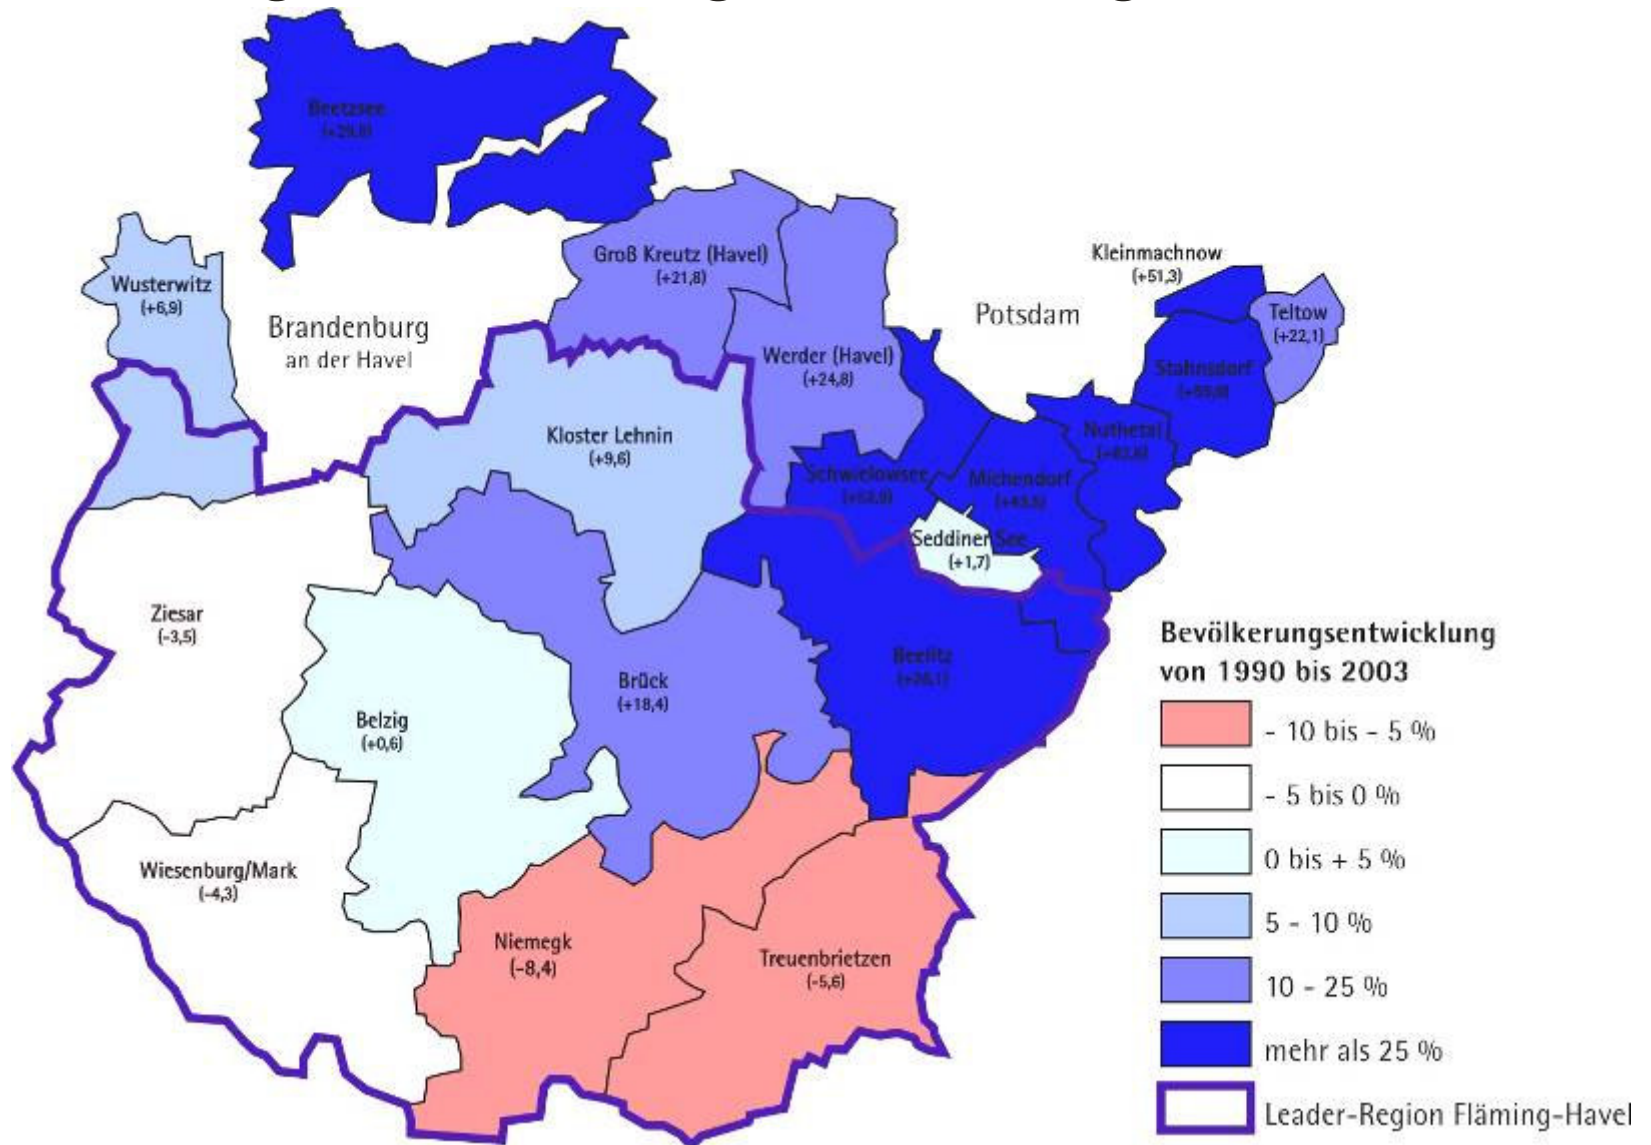 Beetzsee
(+29,8)
Wusterwitz
(+6,9)
Brandenburg
an der Havel
Groß Kreutz (Havel)
(+21,8)
Kleinmachnow
(+51,3)
Potsdam
Teltow
(+22,1)
Werder (Havel)
(+24,8)
Stahnsdorf
Kloster Lehnin
(+9,6)
Nuthetal
Schwielowsee
Michendorf
Seddiner See
(+1,7)
Ziesar
(-3,5)
Beelitz
Brück
(+18,4)
Belzig
(+0,6)
Wiesenburg/Mark
(-4,3)
Niemegk
(-8,4)
Treuenbrietzen
(-5,6)
Bevölkerungsentwicklung
von 1990 bis 2003
- 10 bis - 5 %
- 5 bis 0 %
0 bis + 5 %
5 - 10 %
10 - 25 %
mehr als 25 %
Leader-Region Fläming-Havel